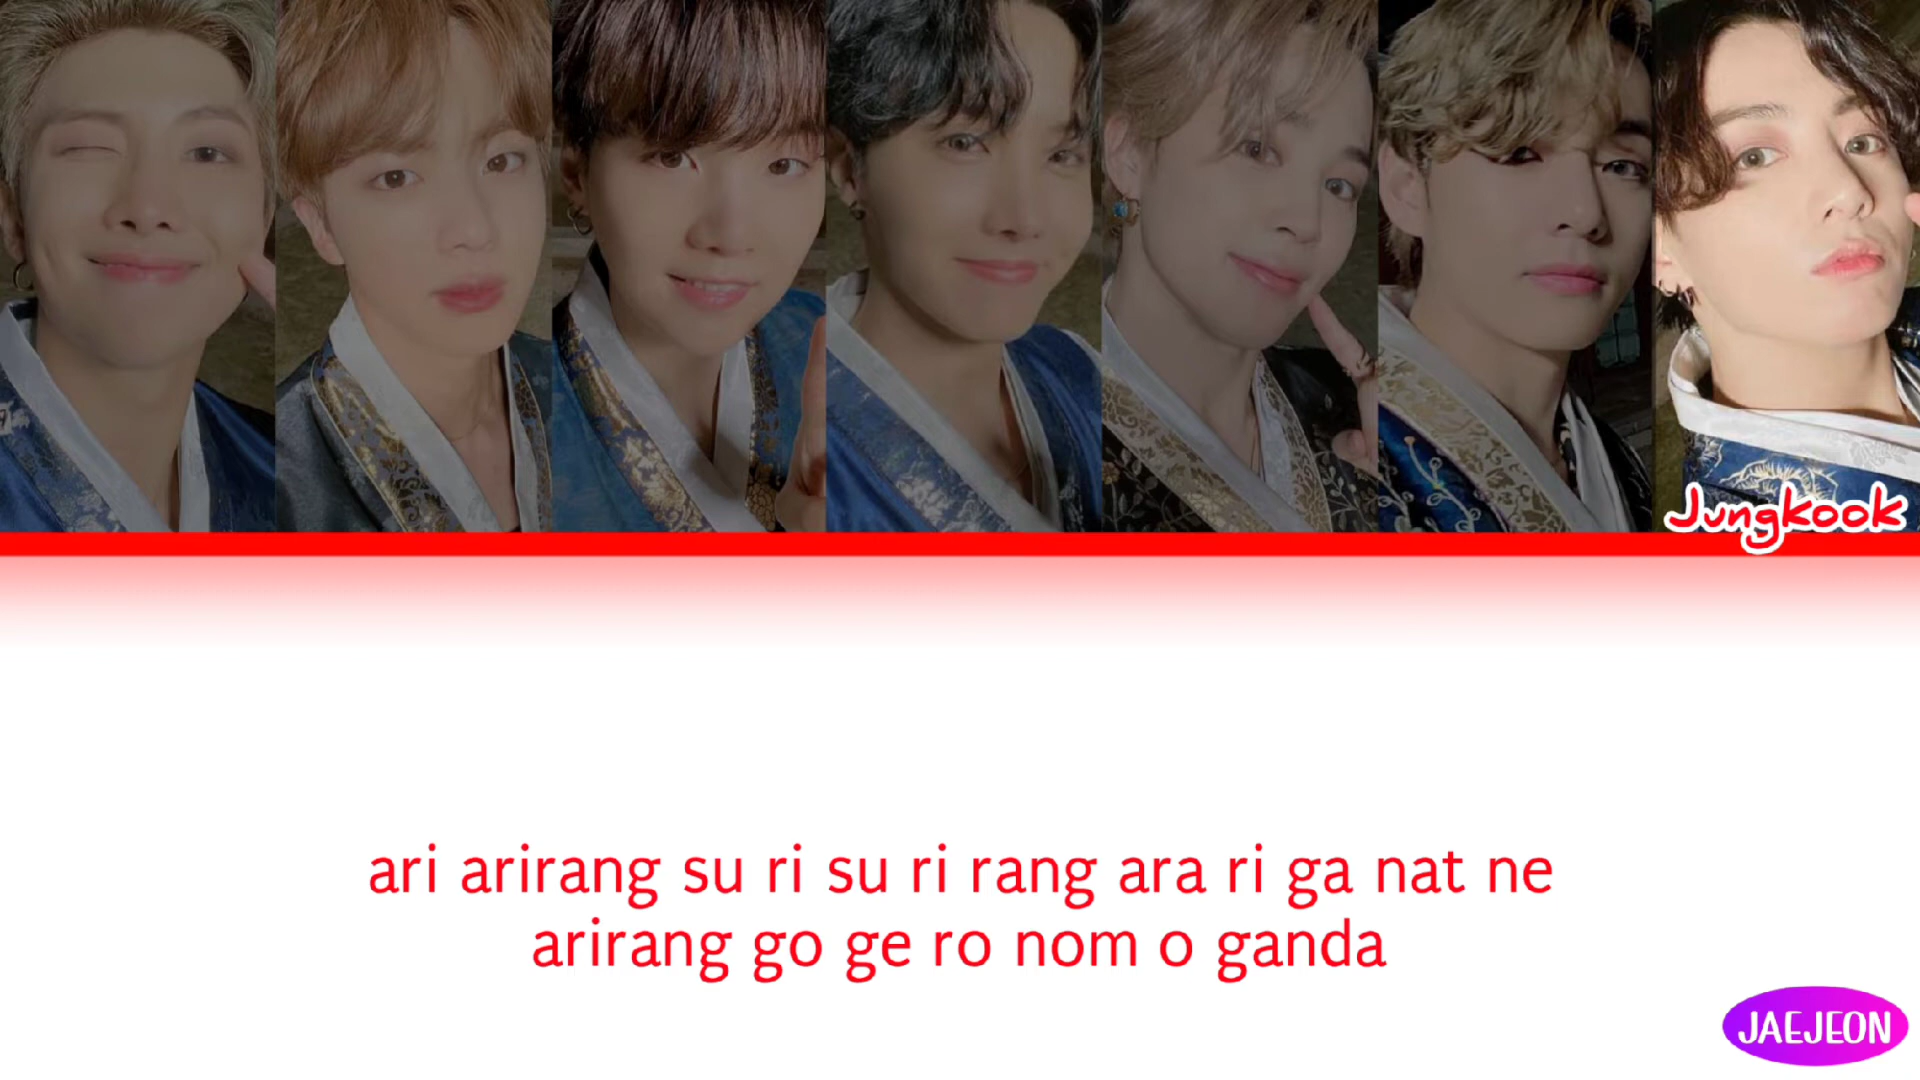 Jungkook
ari arirang su ri su ri rang ara ri ga nat ne
arirang go ge ro nom o ganda
JAEJEON